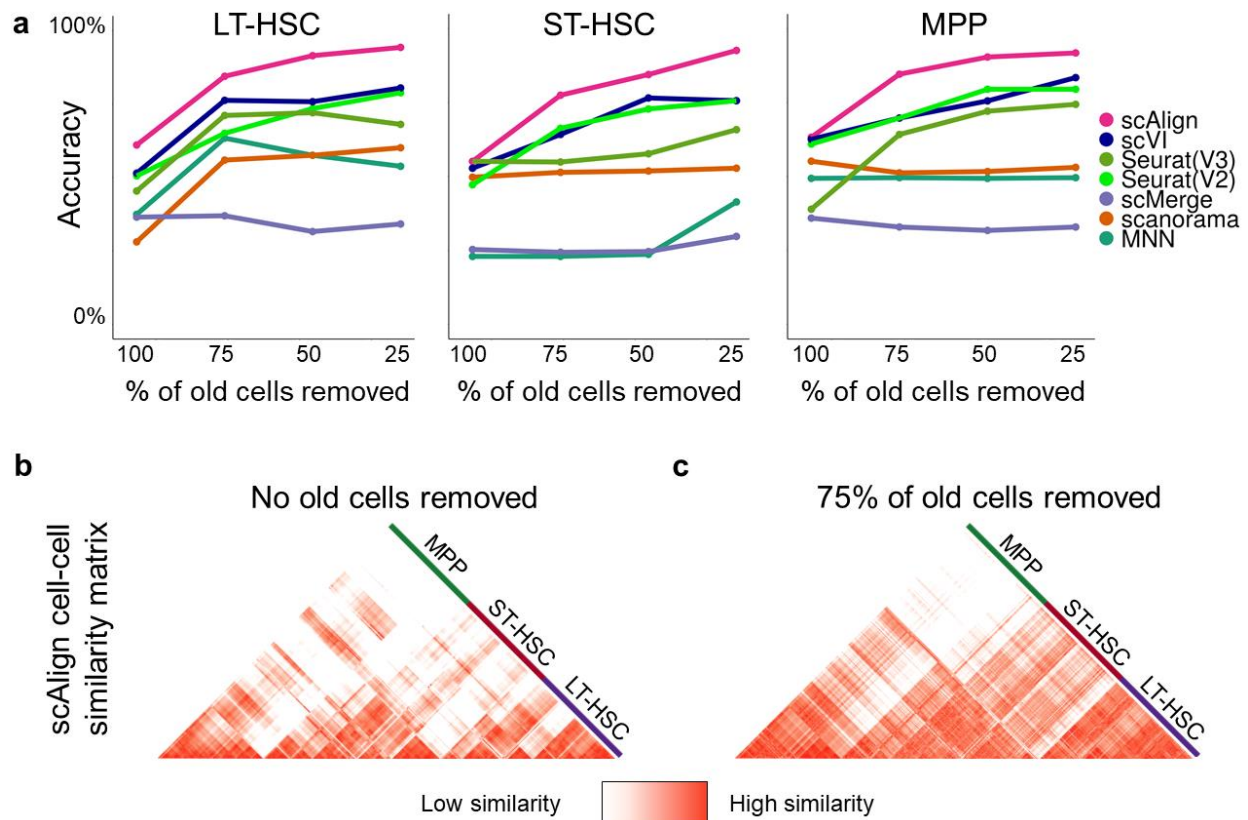 a
100%
LT-HSC
ST-HSC
MPP
Accuracy
0%
100 75 50 25
100 75 50 25
100 75 50 25
% of old cells removed
% of old cells removed
% of old cells removed
scAlign
scVI
Seurat(V3)
Seurat(V2)
scMerge
scanorama
MNN
b
No old cells removed
scAlign cell-cell
similarity matrix
MPP
ST-HSC
LT-HSC
c
75% of old cells removed
MPP
ST-HSC
LT-HSC
Low similarity
High similarity